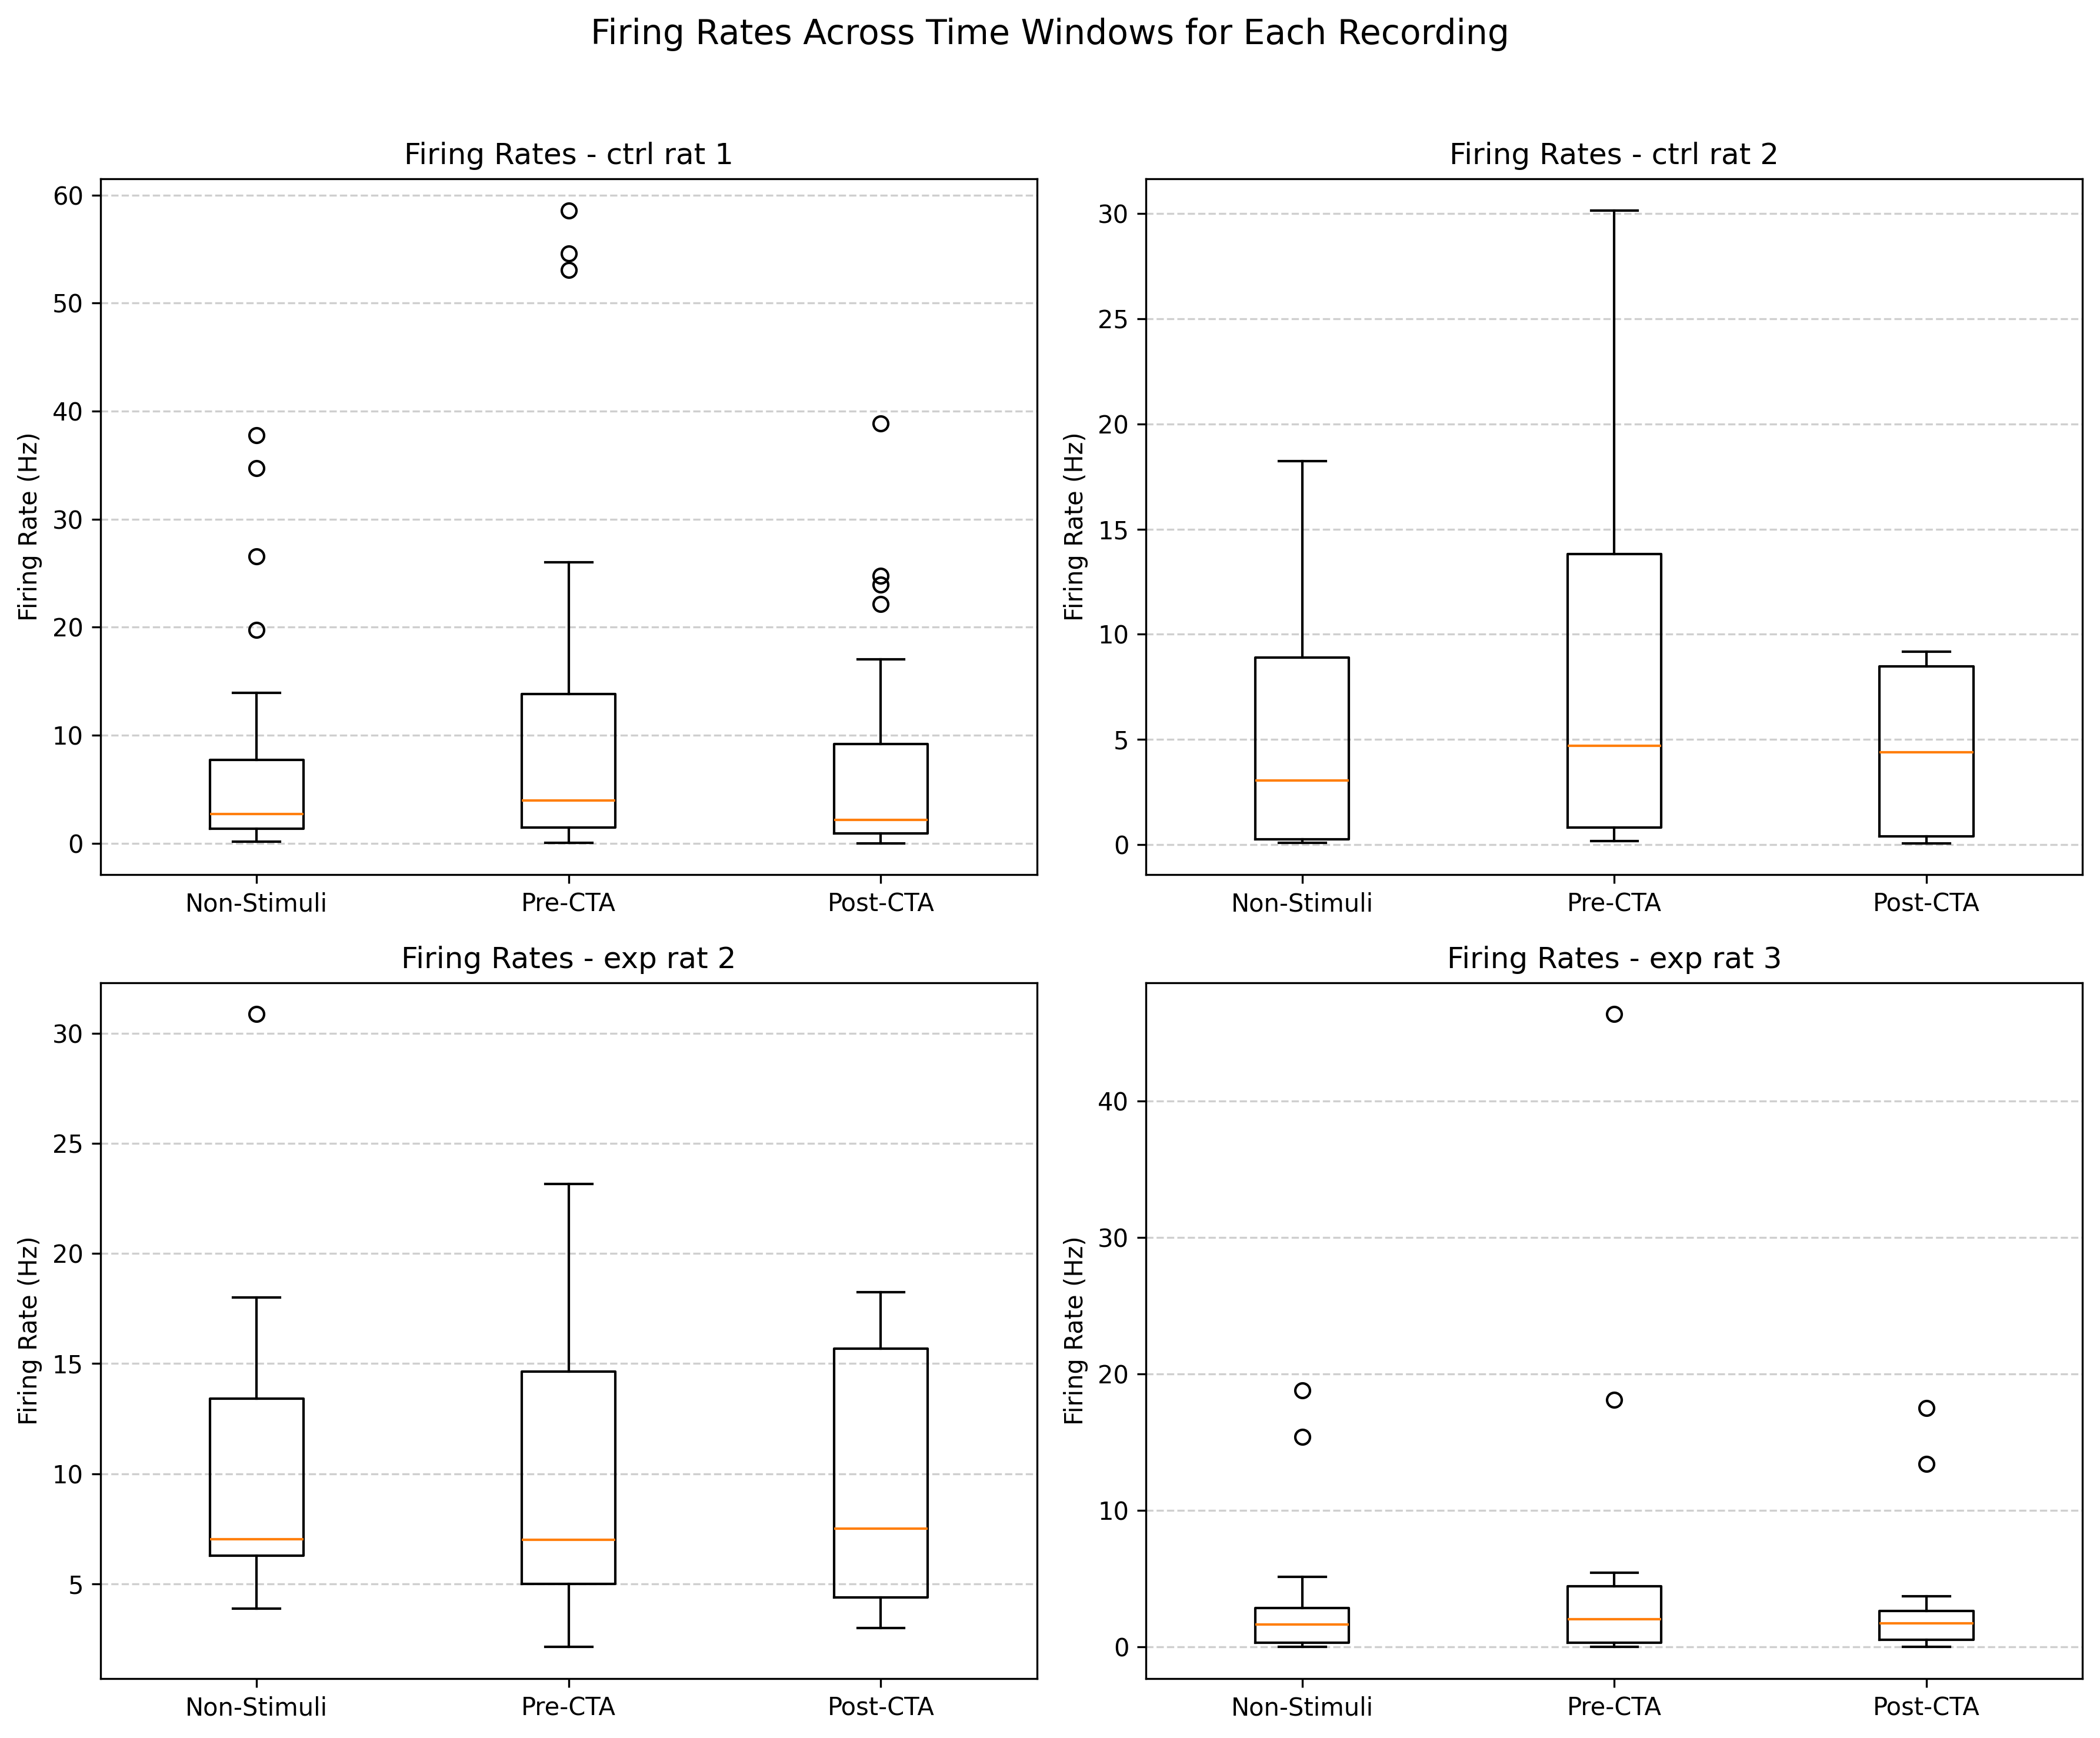 Firing Rates Across Time Windows for Each Recording
Firing Rates - ctrl rat 1
Firing Rate (Hz)
60
50
40
30
20
10
0
Non-Stimuli Pre-CTA Post-CTA
Firing Rates - ctrl rat 2
Firing Rate (Hz)
30
25
20
15
10
5
0
Non-Stimuli Pre-CTA Post-CTA
Firing Rates - exp rat 2
Firing Rate (Hz)
30
25
20
15
10
5
Non-Stimuli Pre-CTA Post-CTA
Firing Rates - exp rat 3
Firing Rate (Hz)
40
30
20
10
0
Non-Stimuli Pre-CTA Post-CTA